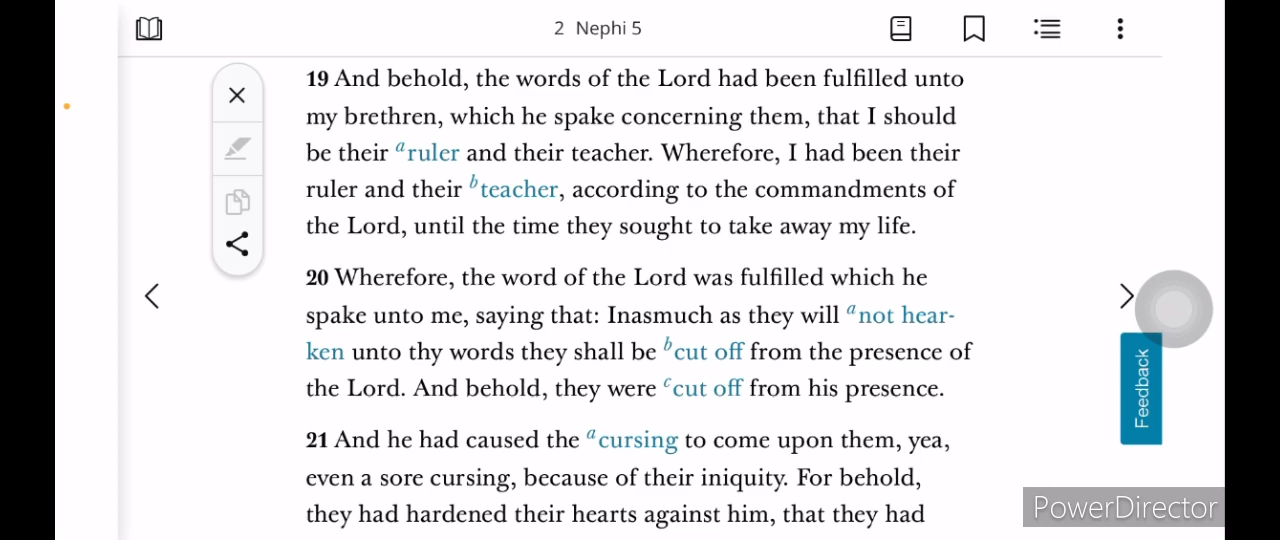 2 Nephi 5
19 And behold, the words of the Lord had been fulfilled unto
my brethren, which he spake concerning them, that I should
be their a ruler and their teacher. Wherefore, I had been their
ruler and their b teacher, according to the commandments of
the Lord, until the time they sought to take away my life.
20 Wherefore, the word of the Lord was fulfilled which he
spake unto me, saying that: Inasmuch as they will a not hear-
ken unto thy words they shall be b cut off from the presence of
the Lord. And behold, they were c cut off from his presence.
21 And he had caused the a cursing to come upon them, yea,
even a sore cursing, because of their iniquity. For behold,
they had hardened their hearts against him, that they had
Feedback
PowerDirector